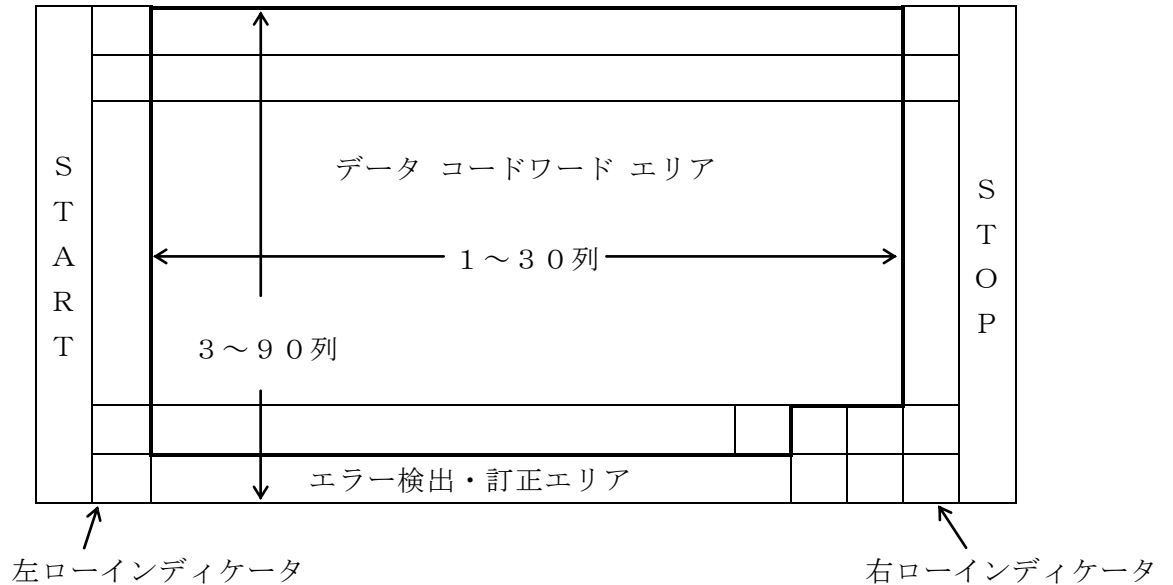 START
データ コードワード エリア
STOP
1～30列
3～90列
エラー検出・訂正エリア
左ローインディケータ
右ローインディケータ